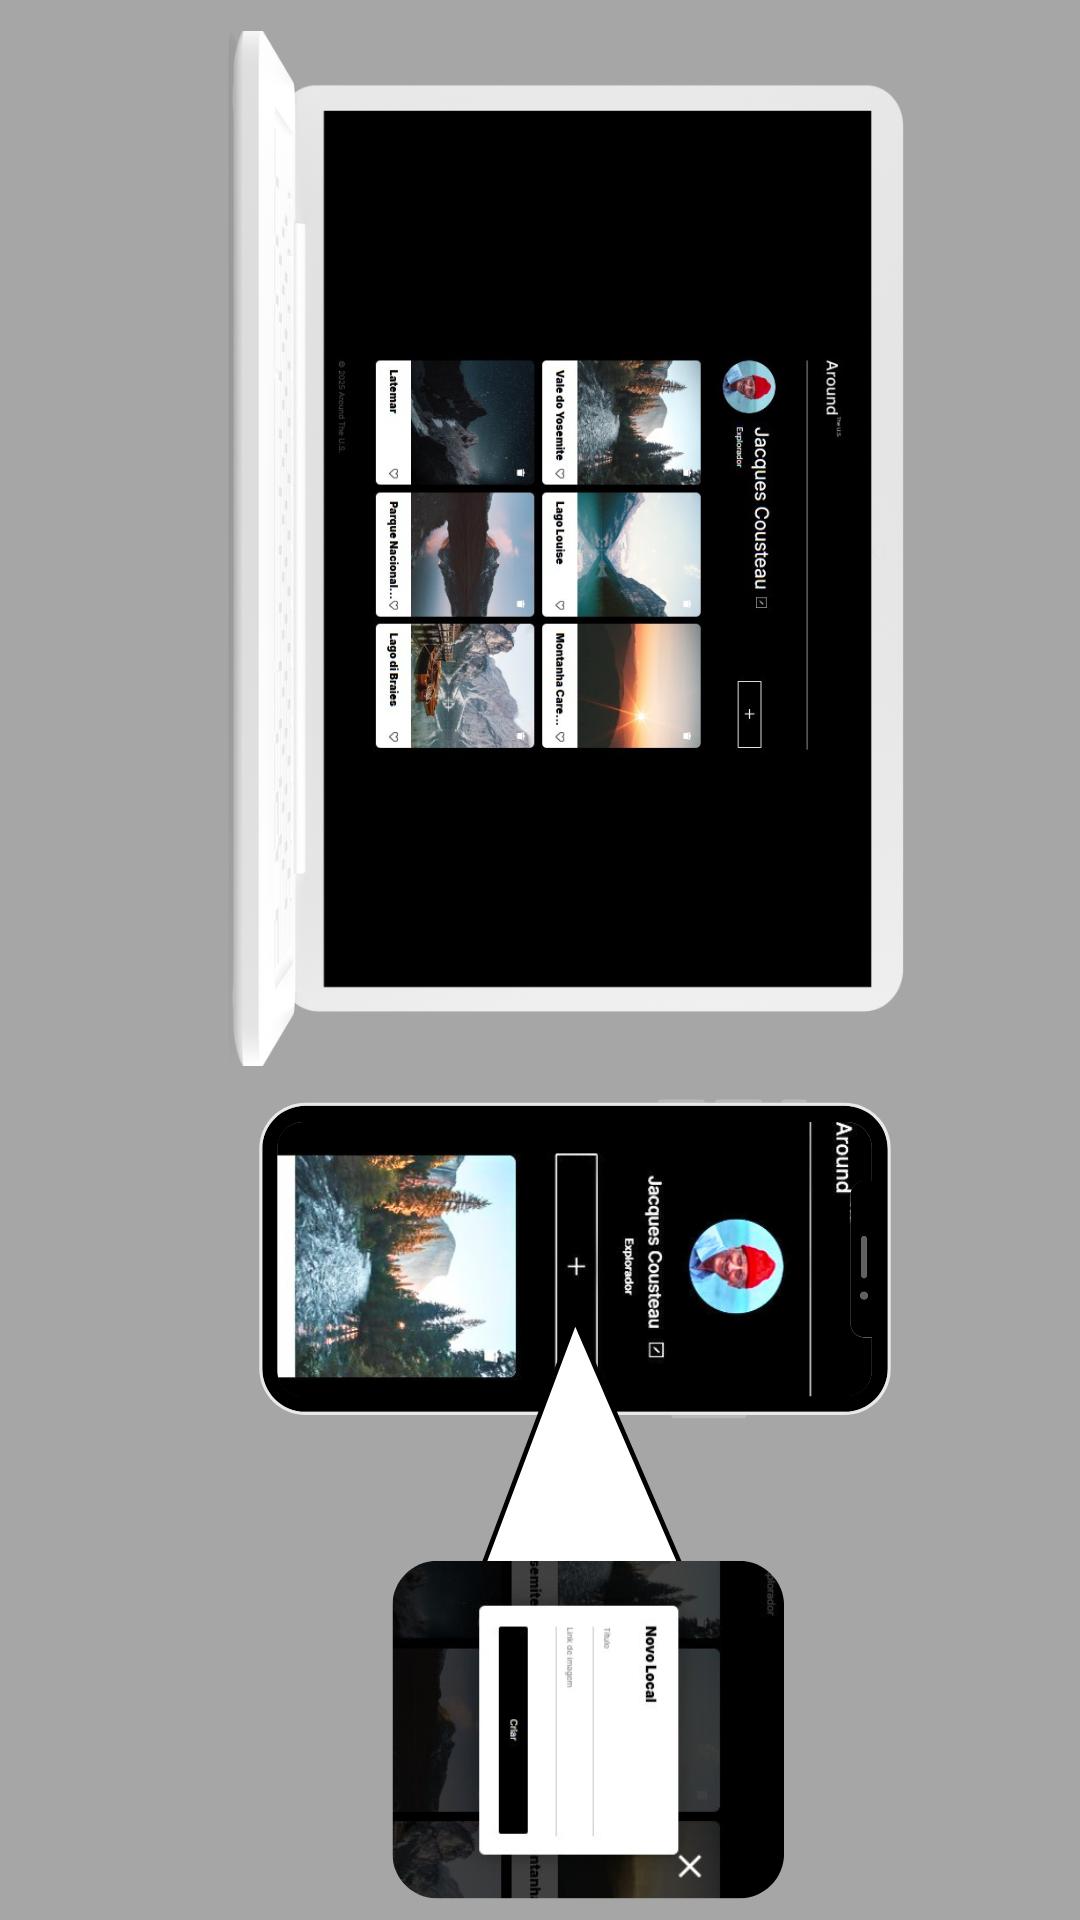 Around The U.S.
Jacques Cousteau
Explorador
Vale do Yosemite
Lago Louise
Montanha Care...
Latemar
Parque Nacional...
Lago di Braies
© 2025 Around The U.S.
Around
Jacques Cousteau
Explorador
plorador
Novo Local
Título
Link de imagem
Criar
semite
ontanha